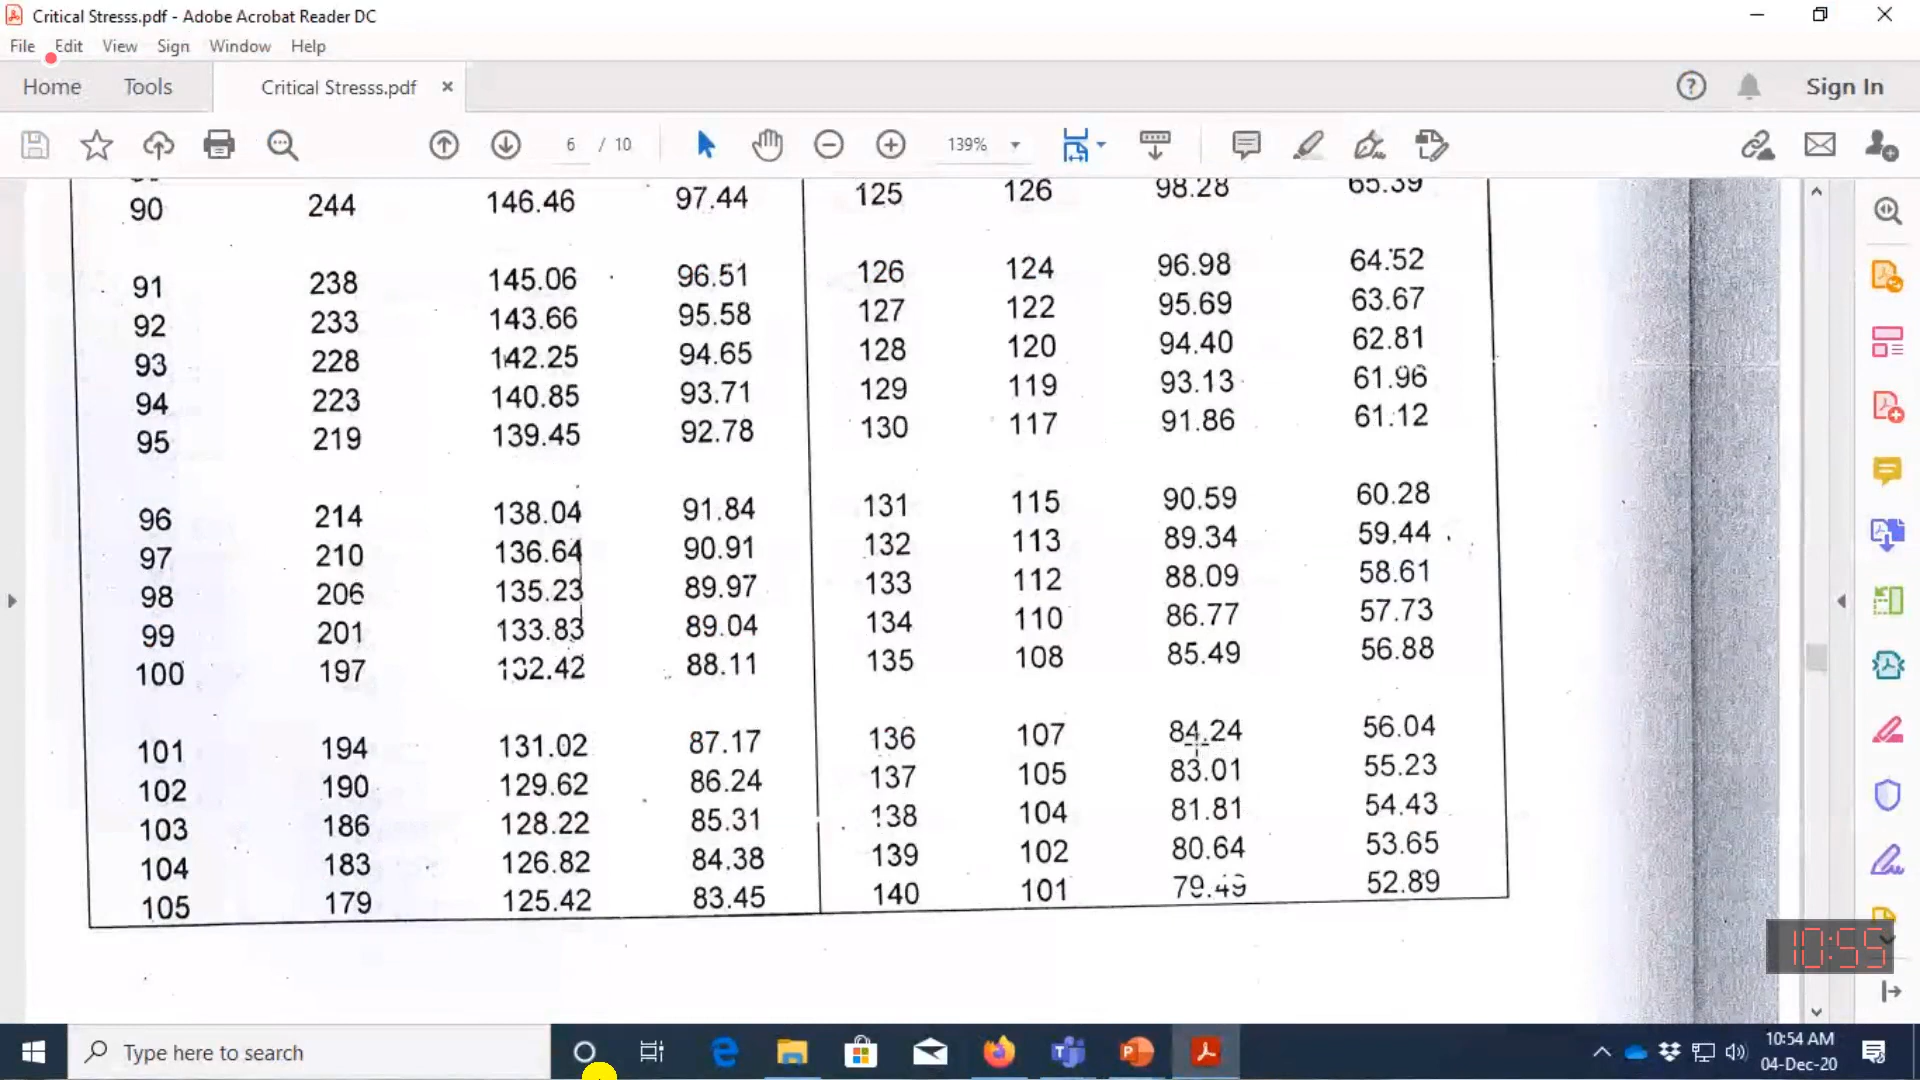 Critical Stresss.pdf - Adobe Acrobat Reader DC
File Edit View Sign Window Help
Home Tools Critical Stresss.pdf × Sign In
6 / 10 139%
90 244 146.46 97.44 125 126 98.28 65.39
91 238 145.06 96.51 126 124 96.98 64.52
92 233 143.66 95.58 127 122 95.69 63.67
93 228 142.25 94.65 128 120 94.40 62.81
94 223 140.85 93.71 129 119 93.13 61.96
95 219 139.45 92.78 130 117 91.86 61.12
96 214 138.04 91.84 131 115 90.59 60.28
97 210 136.64 90.91 132 113 89.34 59.44
98 206 135.23 89.97 133 112 88.09 58.61
99 201 133.83 89.04 134 110 86.77 57.73
100 197 132.42 88.11 135 108 85.49 56.88
101 194 131.02 87.17 136 107 84.24 56.04
102 190 129.62 86.24 137 105 83.01 55.23
103 186 128.22 85.31 138 104 81.81 54.43
104 183 126.82 84.38 139 102 80.64 53.65
105 179 125.42 83.45 140 101 79.49 52.89
10:55
Type here to search
10:54 AM
04-Dec-20